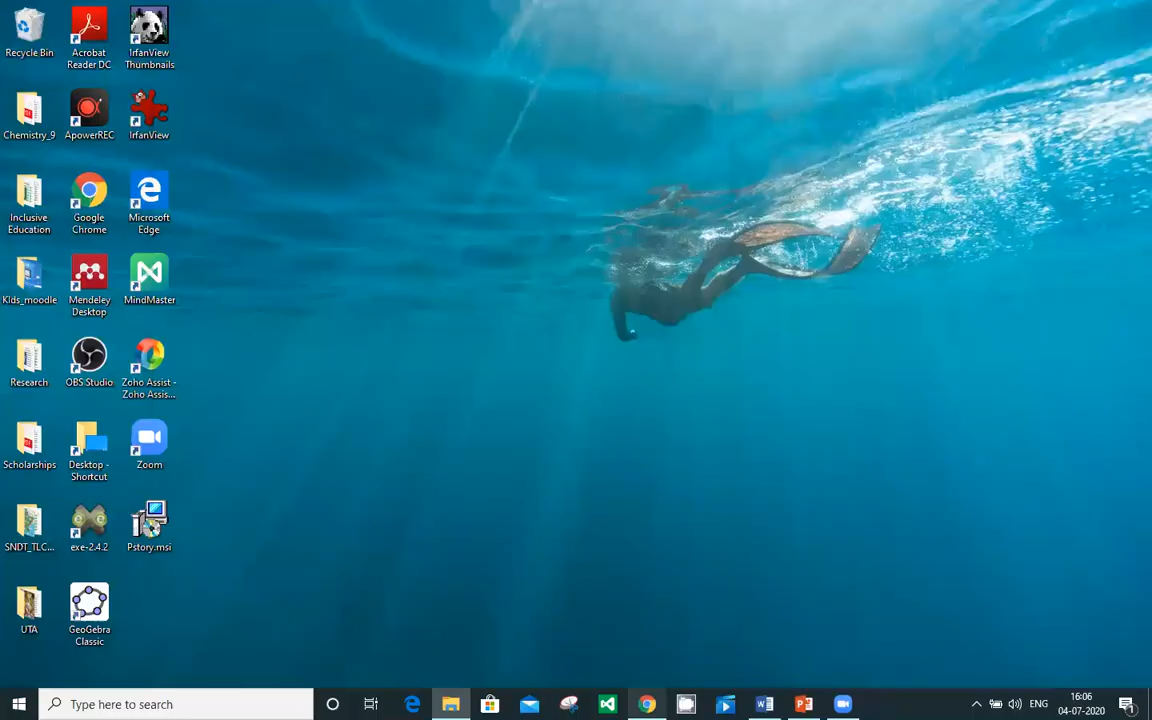 Recycle Bin
Acrobat
Reader DC
IrfanView
Thumbnails
Chemistry_9
ApowerREC
IrfanView
Inclusive
Education
Google
Chrome
Microsoft
Edge
KIds_moodle
Mendeley
Desktop
MindMaster
Research
OBS Studio
Zoho Assist -
Zoho Assis...
Scholarships
Desktop -
Shortcut
Zoom
SNDT_TLC...
exe-2.4.2
Pstory.msi
UTA
GeoGebra
Classic
Type here to search
ENG
16:06
04-07-2020
1